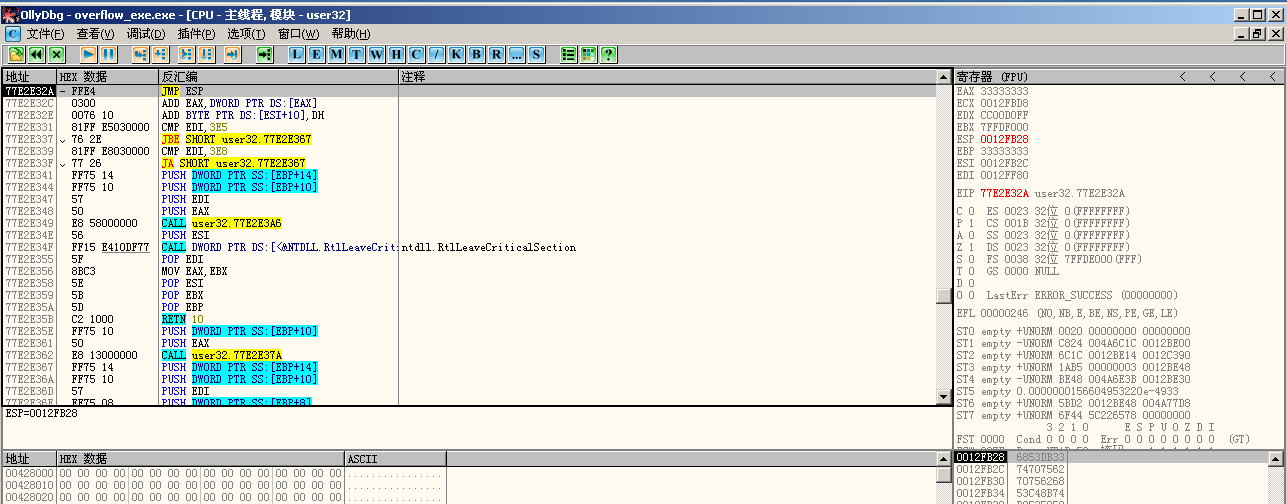 OllyDbg - overflow_exe.exe - [CPU - 主线程, 模块 - user32]
C 文件(F) 查看(V) 调试(D) 插件(P) 选项(T) 窗口(W) 帮助(H)
L E M T W H C / K B R ... S ?
地址 HEX 数据 反汇编 注释 寄存器 (FPU) < < < <
77E2E32A - FFE4 JMP ESP
77E2E32C 0300 ADD EAX,DWORD PTR DS:[EAX]
77E2E32E 0076 10 ADD BYTE PTR DS:[ESI+10],DH
77E2E331 81FF E5030000 CMP EDI,3E5
77E2E337 76 2E JBE SHORT user32.77E2E367
77E2E339 81FF E8030000 CMP EDI,3E8
77E2E33F 77 26 JA SHORT user32.77E2E367
77E2E341 FF75 14 PUSH DWORD PTR SS:[EBP+14]
77E2E344 FF75 10 PUSH DWORD PTR SS:[EBP+10]
77E2E347 57 PUSH EDI
77E2E348 50 PUSH EAX
77E2E349 E8 58000000 CALL user32.77E2E3A6
77E2E34E 56 PUSH ESI
77E2E34F FF15 E410DF77 CALL DWORD PTR DS:[<&NTDLL.RtlLeaveCrit: ntdll.RtlLeaveCriticalSection
77E2E355 5F POP EDI
77E2E356 8BC3 MOV EAX,EBX
77E2E358 5E POP ESI
77E2E359 5B POP EBX
77E2E35A 5D POP EBP
77E2E35B C2 1000 RETN 10
77E2E35E FF75 10 PUSH DWORD PTR SS:[EBP+10]
77E2E361 50 PUSH EAX
77E2E362 E8 13000000 CALL user32.77E2E37A
77E2E367 FF75 14 PUSH DWORD PTR SS:[EBP+14]
77E2E36A FF75 10 PUSH DWORD PTR SS:[EBP+10]
77E2E36D 57 PUSH EDI
77E2E36E FF75 08 PUSH DWORD PTR SS:[EBP+8]
EAX 33333333
ECX 0012FBD8
EDX CC00D0FF
EBX 7FFDF000
ESP 0012FB28
EBP 33333333
ESI 0012FB2C
EDI 0012FF80
EIP 77E2E32A user32.77E2E32A
C 0 ES 0023 32位 0(FFFFFFFF)
P 1 CS 001B 32位 0(FFFFFFFF)
A 0 SS 0023 32位 0(FFFFFFFF)
Z 1 DS 0023 32位 0(FFFFFFFF)
S 0 FS 0038 32位 7FFDE000(FFF)
T 0 GS 0000 NULL
D 0
O 0 LastErr ERROR_SUCCESS (00000000)
EFL 00000246 (NO,NB,E,BE,NS,PE,GE,LE)
ST0 empty +UNORM 0020 00000000 00000000
ST1 empty -UNORM C824 004A6C1C 0012BE00
ST2 empty +UNORM 6C1C 0012BE14 0012C390
ST3 empty +UNORM 1AB5 00000003 0012BE48
ST4 empty -UNORM BE48 004A6E3B 0012BE30
ST5 empty 0.0000000156604953220e-4933
ST6 empty +UNORM 5BD2 0012BE48 004A77D8
ST7 empty +UNORM 6F44 5C226578 00000000
3 2 1 0 E S P U O Z D I
FST 0000 Cond 0 0 0 0 Err 0 0 0 0 0 0 0 0 (GT)
ESP=0012FB28
地址 HEX 数据 ASCII
00428000 00 00 00 00 00 00 00 00 00 00 00 00 00 00 00 00 ................
00428010 00 00 00 00 00 00 00 00 00 00 00 00 00 00 00 00 ................
00428020 00 00 00 00 00 00 00 00 00 00 00 00 00 00 00 00 ................
0012FB28 6853DB33
0012FB2C 74707562
0012FB30 70756268
0012FB34 53C48B74